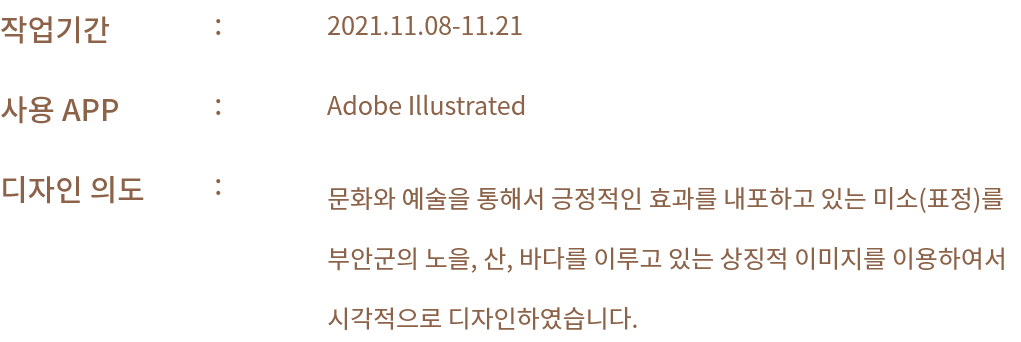 작업기간 : 2021.11.08-11.21
사용 APP : Adobe Illustrated
디자인 의도 : 문화와 예술을 통해서 긍정적인 효과를 내포하고 있는 미소(표정)를
부안군의 노을, 산, 바다를 이루고 있는 상징적 이미지를 이용하여서
시각적으로 디자인하였습니다.